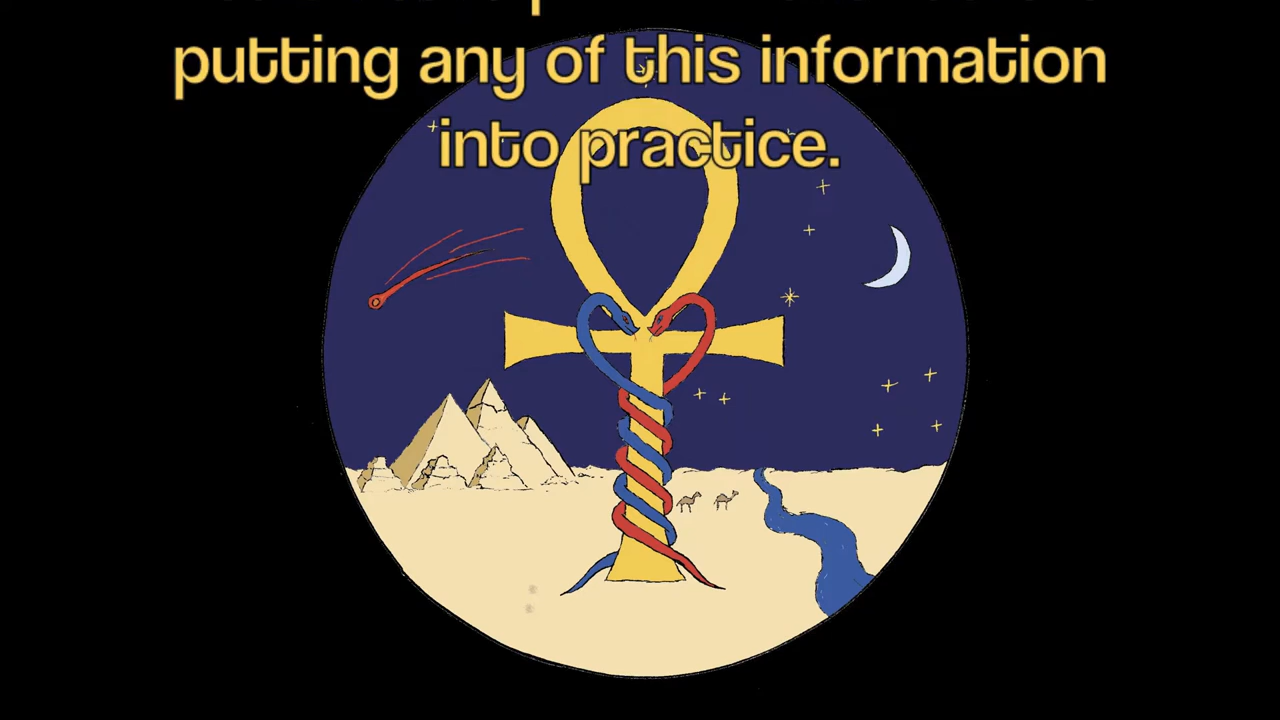 putting any of this information
into practice.